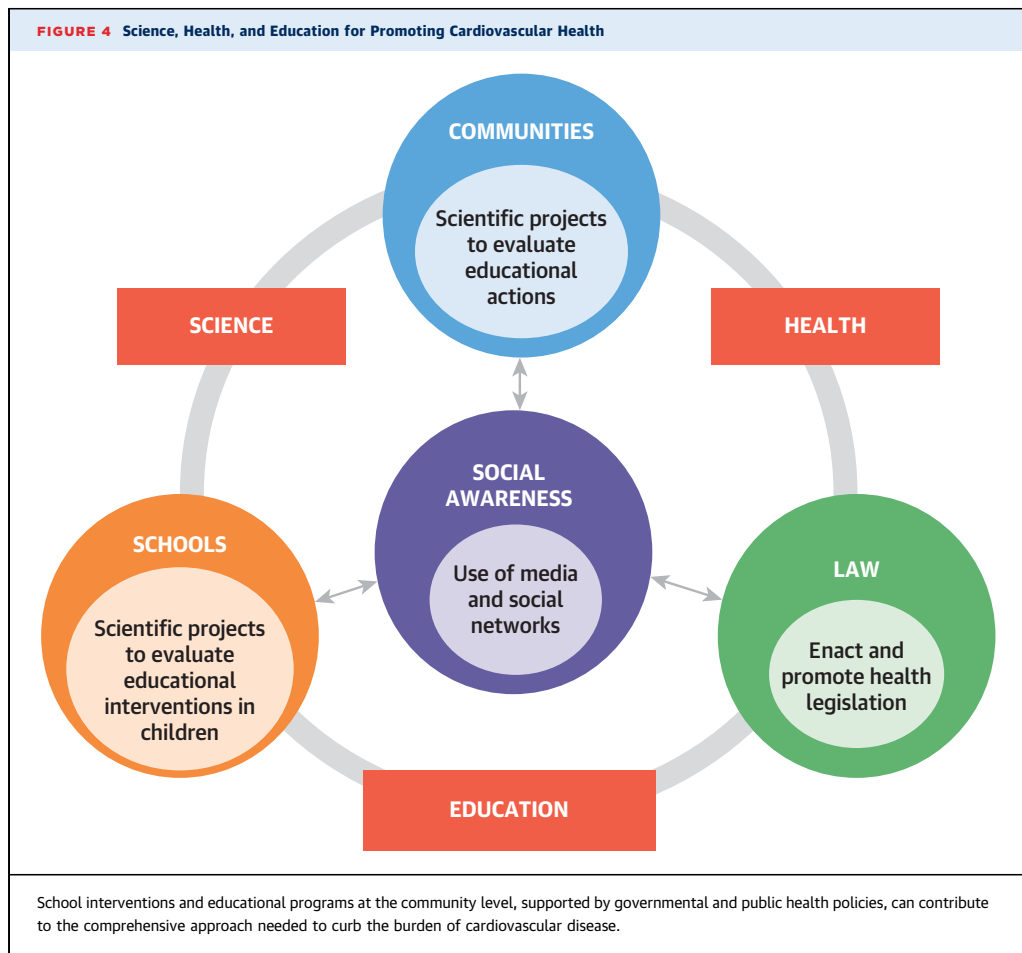 FIGURE 4 Science, Health, and Education for Promoting Cardiovascular Health
COMMUNITIES
Scientific projects
to evaluate
educational
actions
SCIENCE
HEALTH
SOCIAL
AWARENESS
Use of media
and social
networks
SCHOOLS
Scientific projects
to evaluate
educational
interventions in
children
LAW
Enact and
promote health
legislation
EDUCATION
School interventions and educational programs at the community level, supported by governmental and public health policies, can contribute
to the comprehensive approach needed to curb the burden of cardiovascular disease.